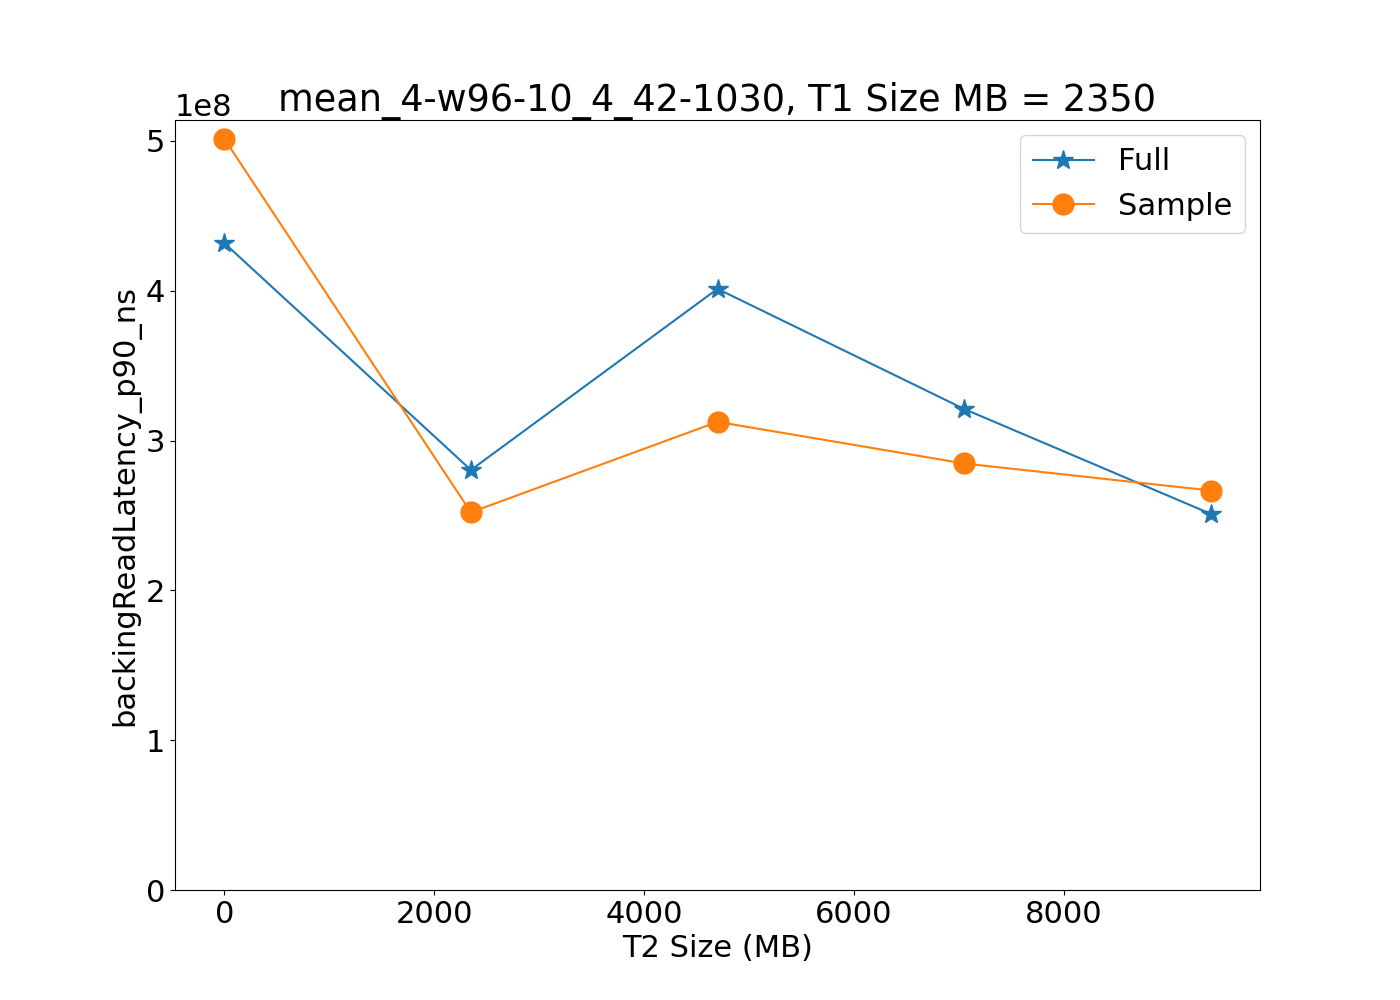 mean_4-w96-10_4_42-1030, T1 Size MB = 2350
1e8
5
4
3
2
1
0
backingReadLatency_p90_ns
Full
Sample
0 2000 4000 6000 8000
T2 Size (MB)